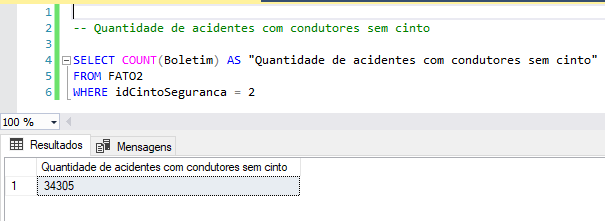 1
2 -- Quantidade de acidentes com condutores sem cinto
3
4 SELECT COUNT(Boletim) AS "Quantidade de acidentes com condutores sem cinto"
5 FROM FATO2
6 WHERE idCintoSeguranca = 2
100 %
Resultados Mensagens
Quantidade de acidentes com condutores sem cinto
1 34305